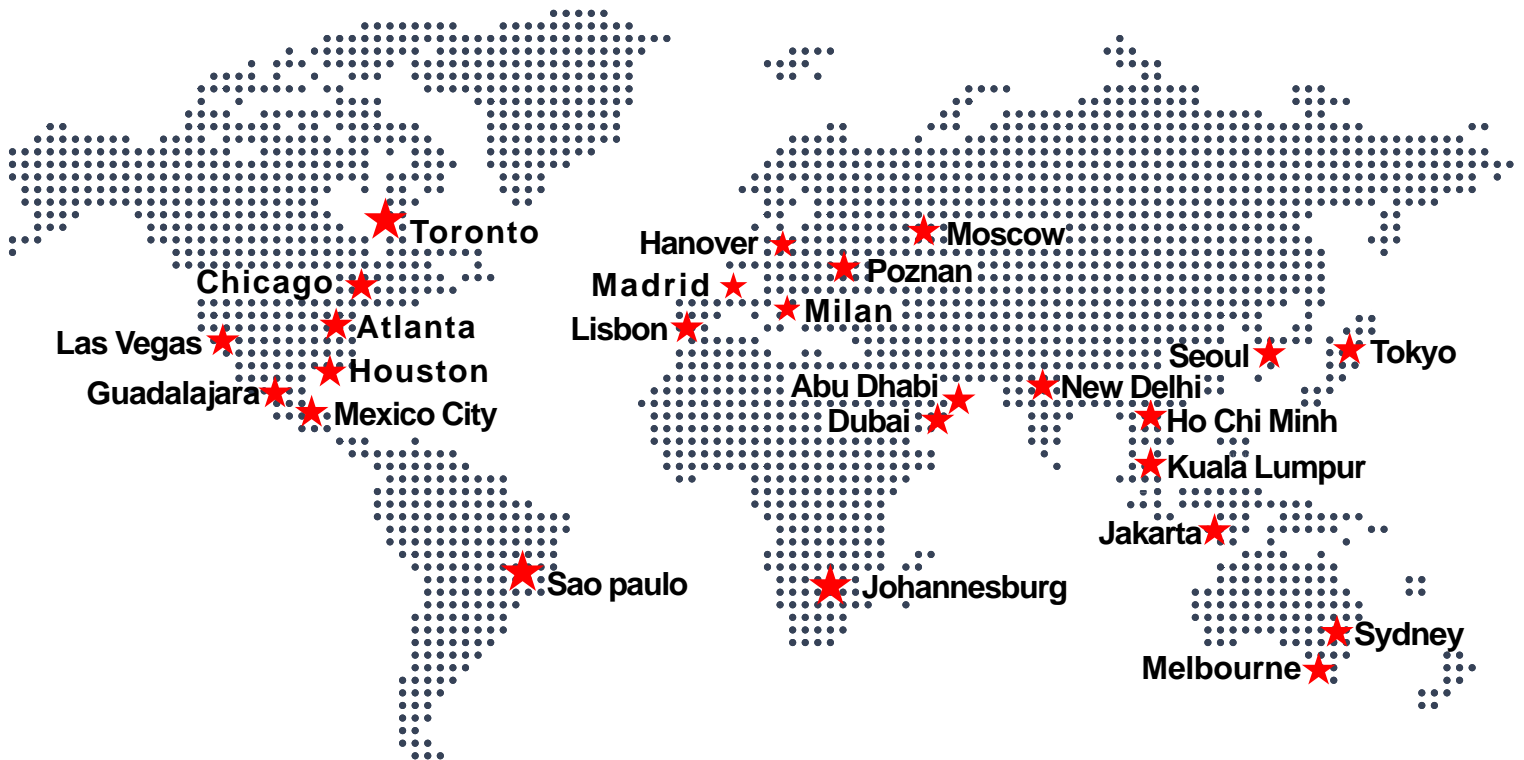 Toronto
Hanover
Moscow
Chicago
Madrid
Poznan
Milan
Las Vegas
Atlanta
Lisbon
Seoul
Tokyo
Houston
Guadalajara
Abu Dhabi
New Delhi
Mexico City
Dubai
Ho Chi Minh
Kuala Lumpur
Jakarta
Sao paulo
Johannesburg
Sydney
Melbourne